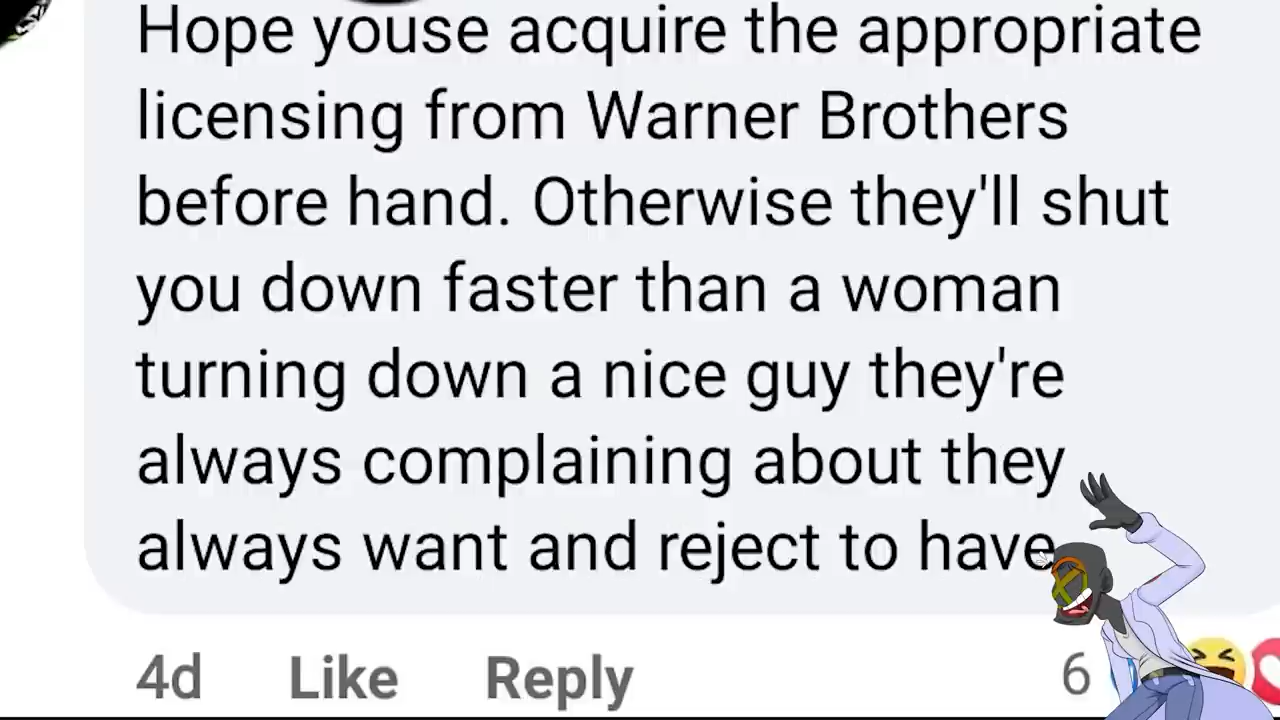 Hope youse acquire the appropriate
licensing from Warner Brothers
before hand. Otherwise they'll shut
you down faster than a woman
turning down a nice guy they're
always complaining about they
always want and reject to have
4d Like Reply 6